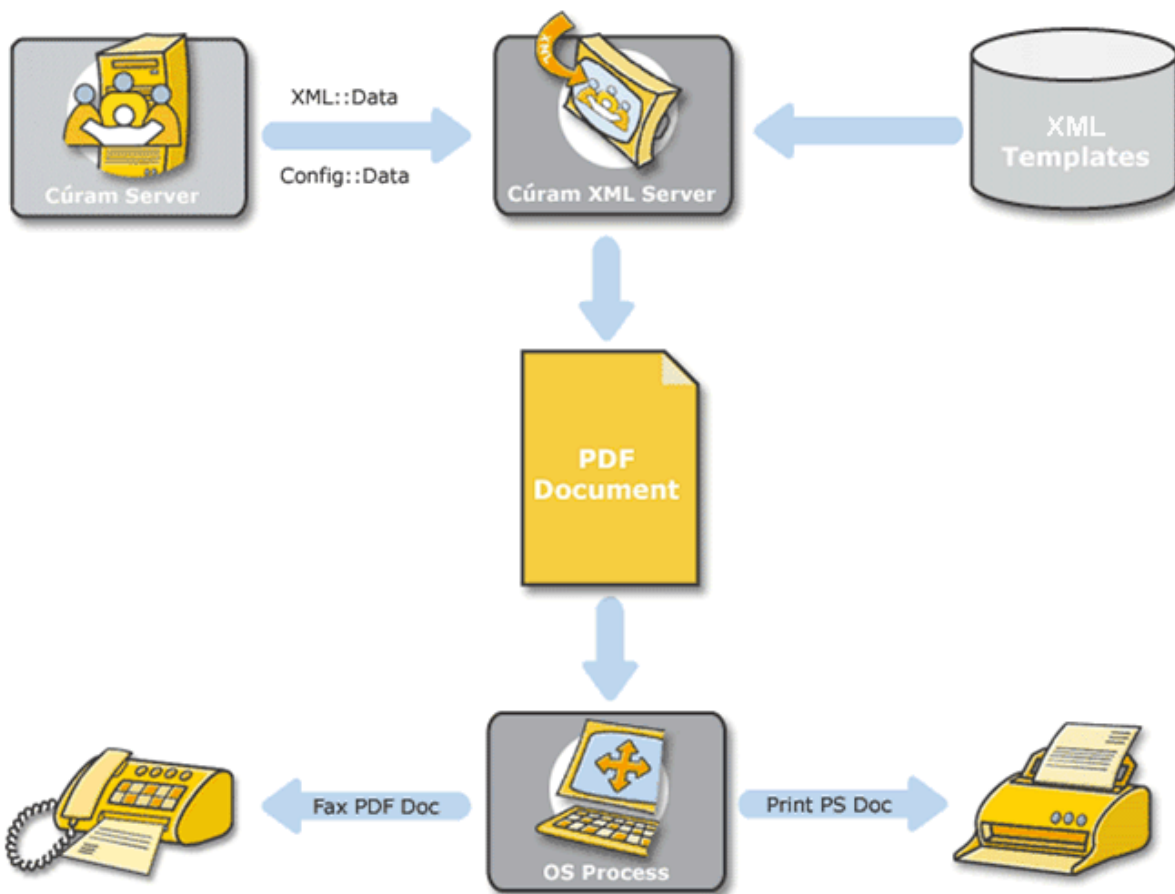 XML::Data
Config::Data
Cúram Server
XML
Cúram XML Server
XML
Templates
PDF
Document
Fax PDF Doc
Print PS Doc
OS Process